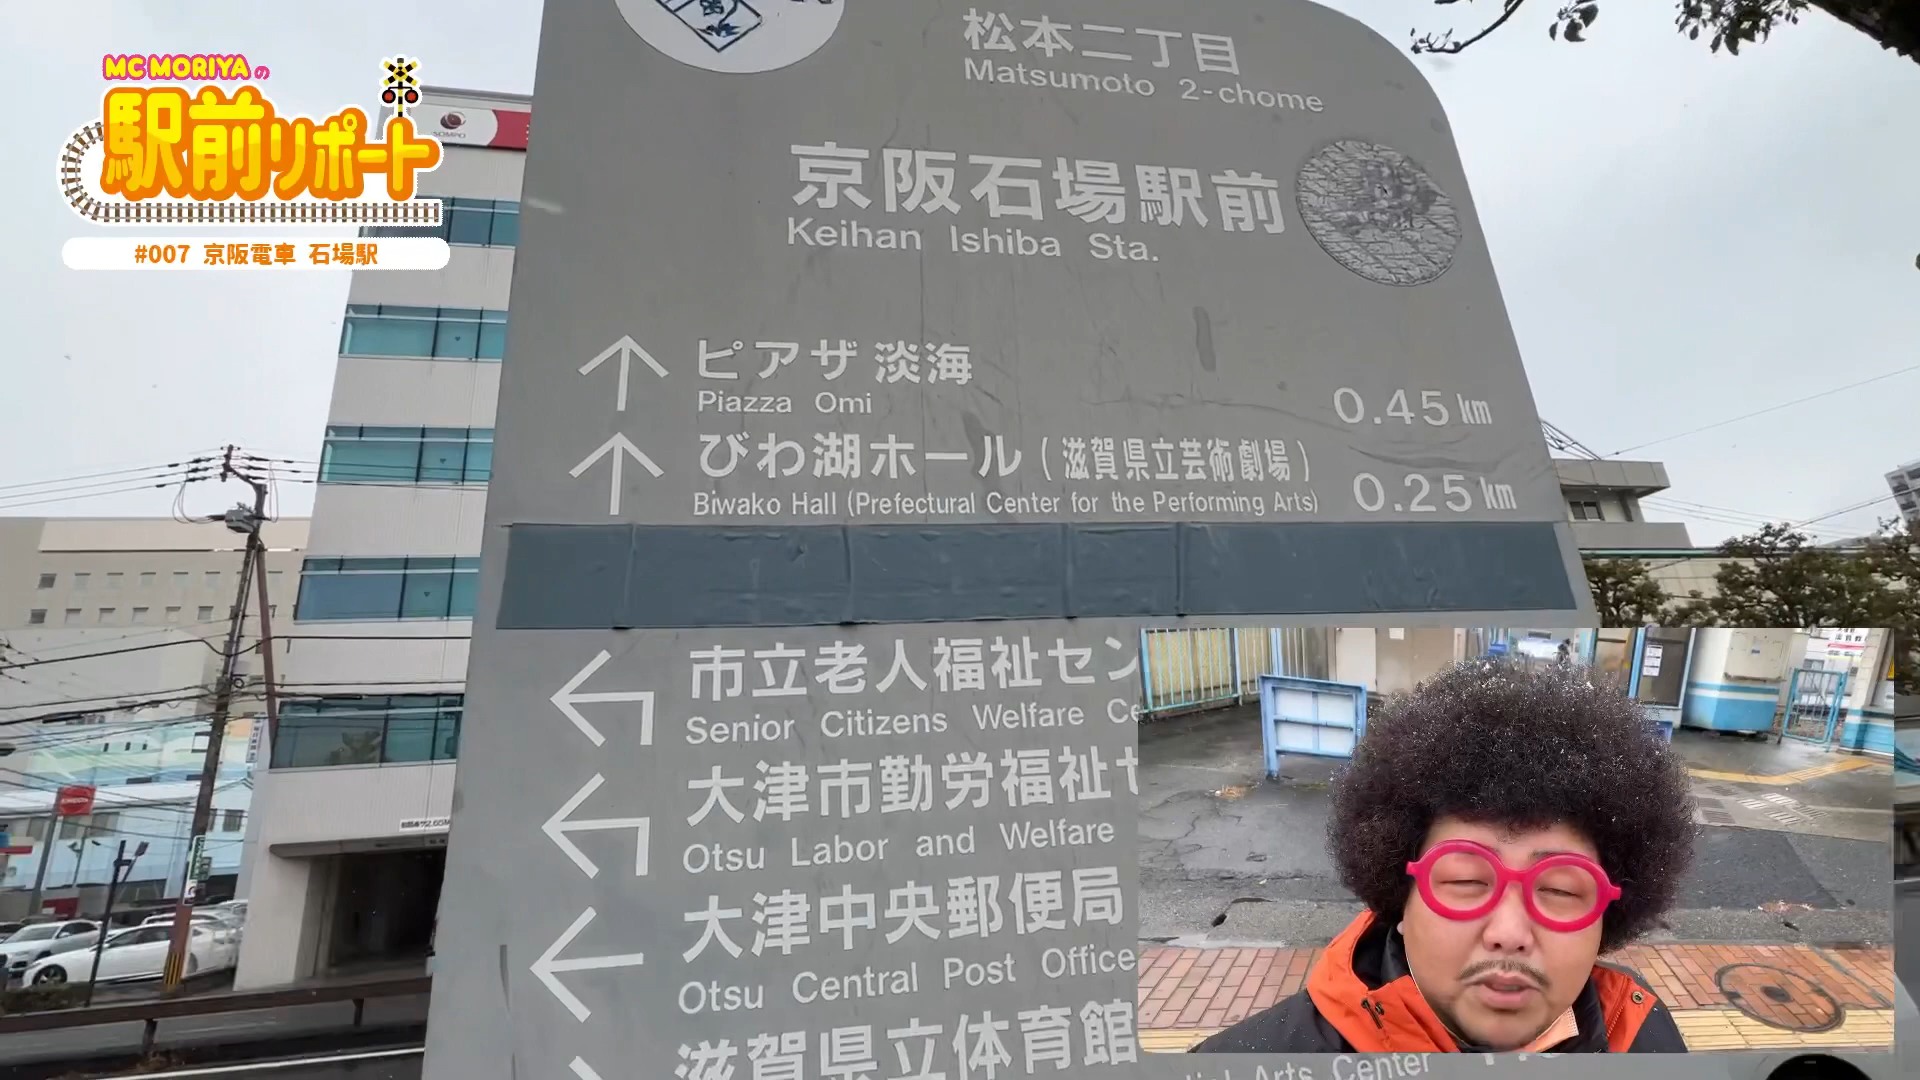 MC MORIYAの
駅前リポート
#007 京阪電車 石場駅
SOMPO
松本二丁目
Matsumoto 2-chome
京阪石場駅前
Keihan Ishiba Sta.
ピアザ淡海
Piazza Omi
0.45km
びわ湖ホール(滋賀県立芸術劇場)
Biwako Hall (Prefectural Center for the Performing Arts)
0.25km
市立老人福祉セン
Senior Citizens Welfare Ce
大津市勤労福祉セ
Otsu Labor and Welfare
大津中央郵便局
Otsu Central Post Office
滋賀県立体育館
Arts Center